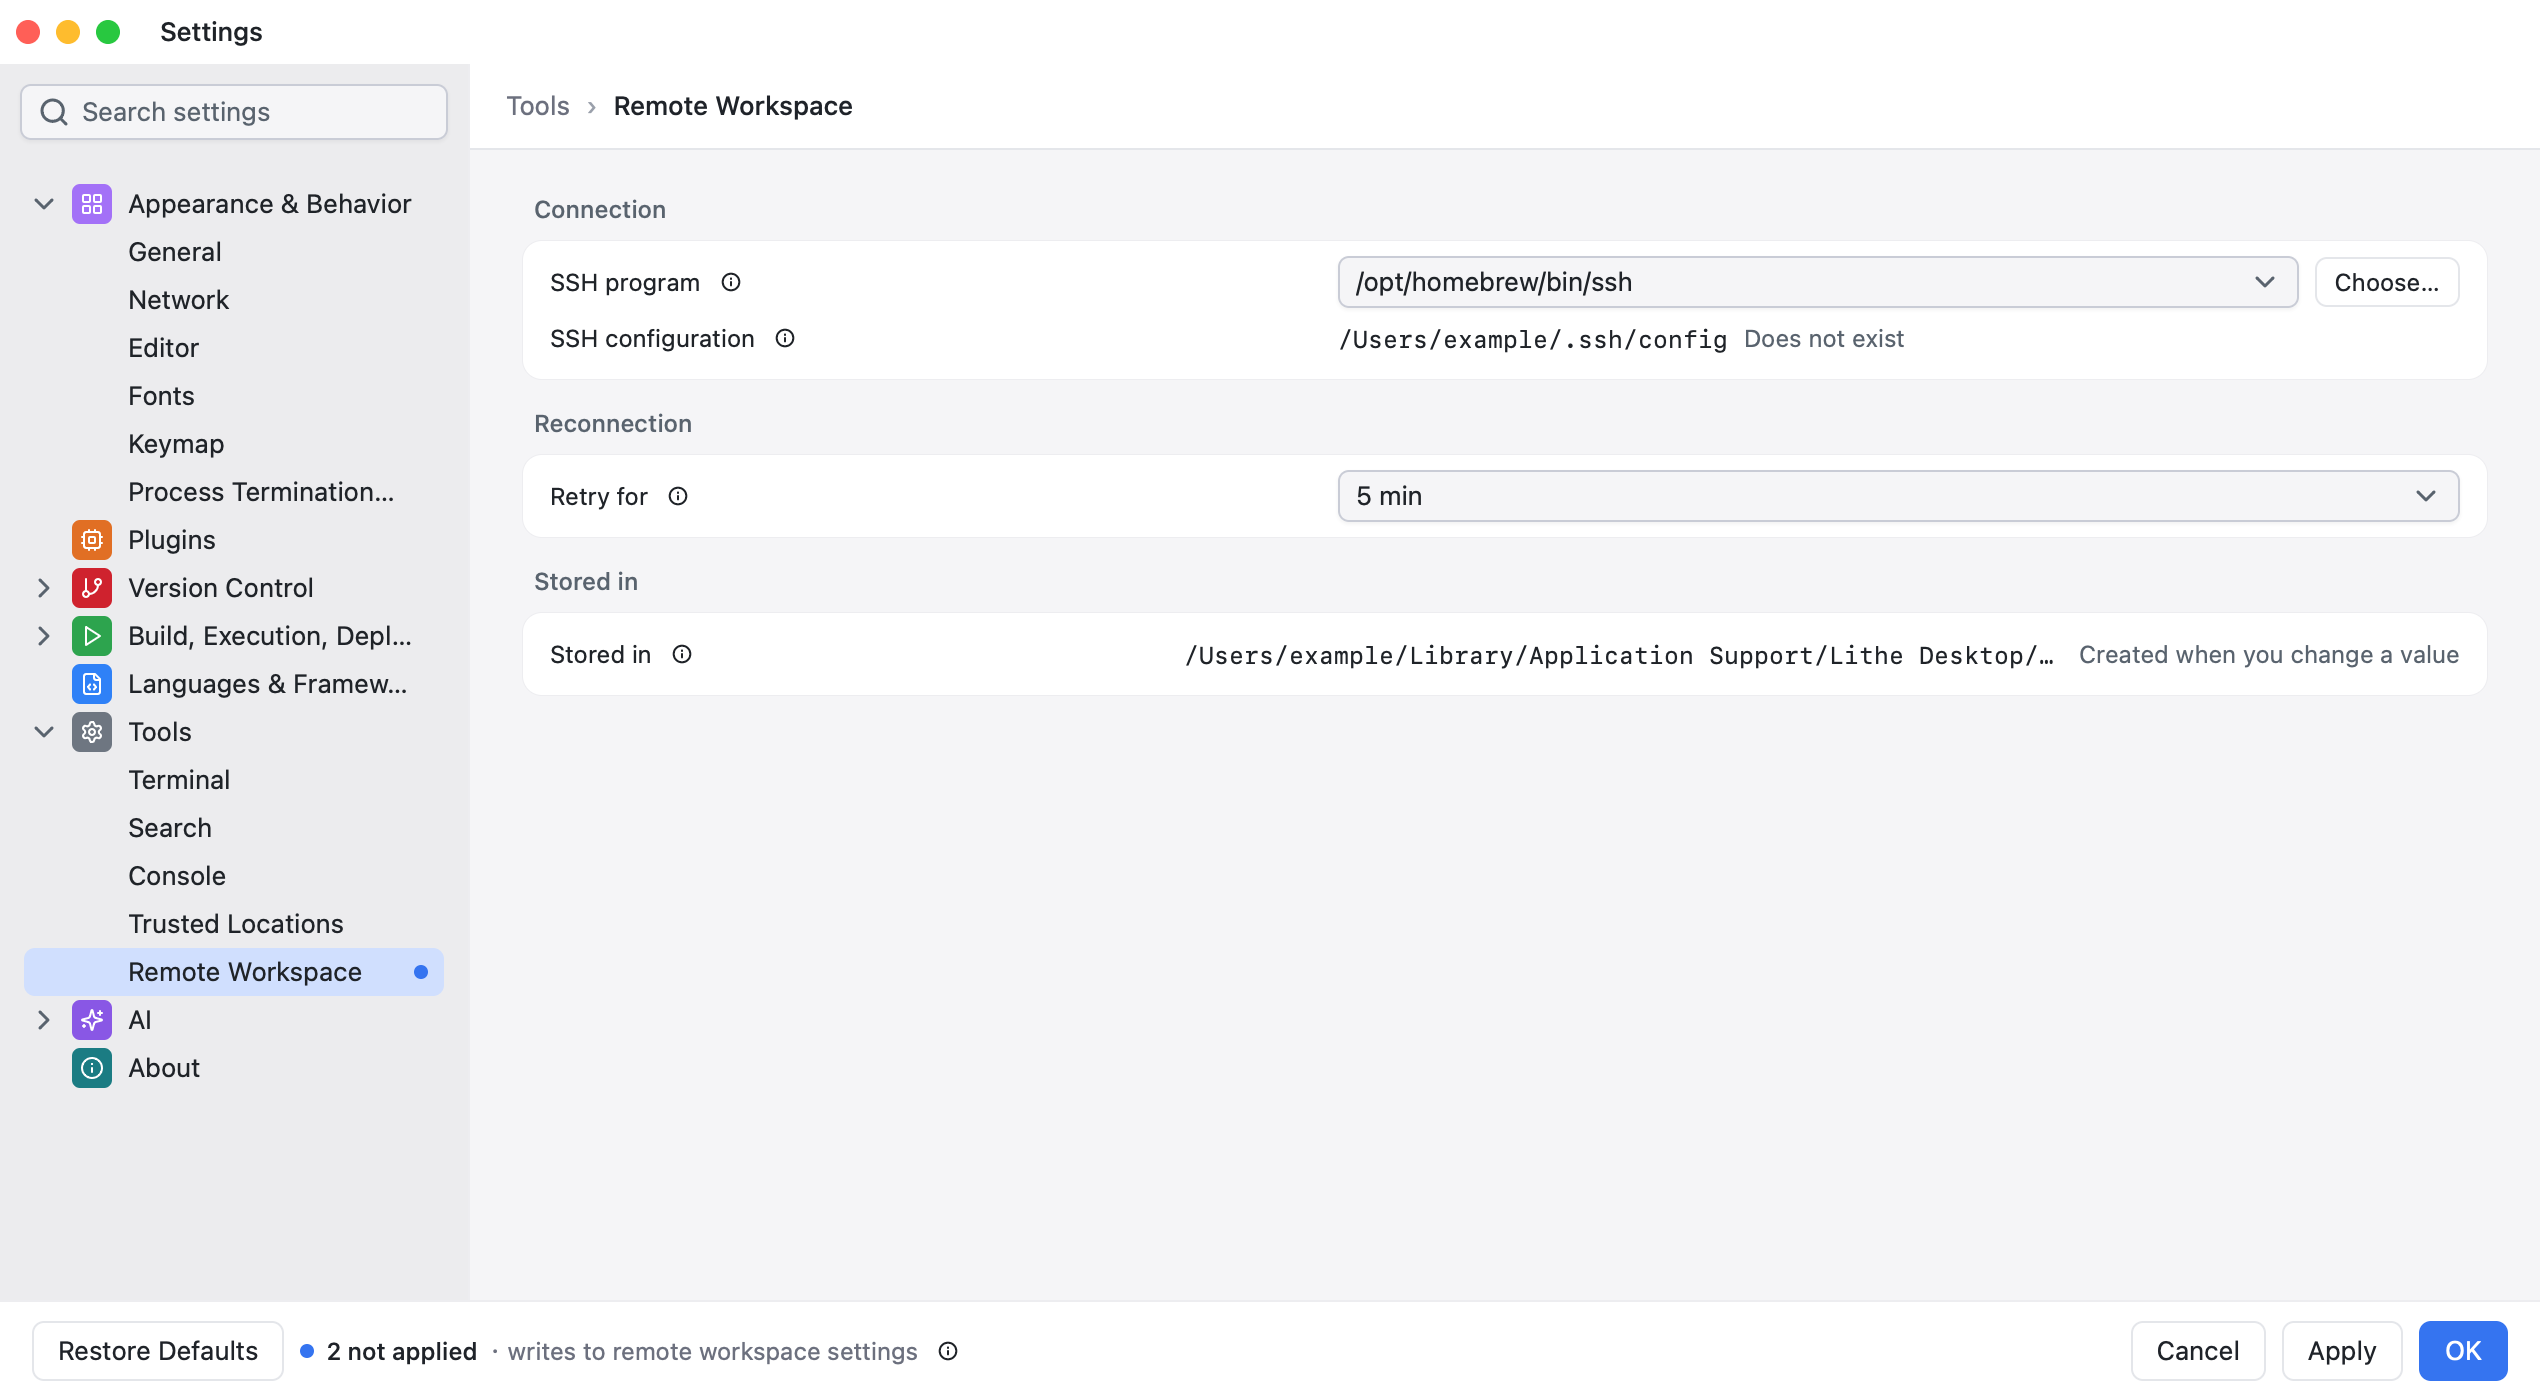 Settings
Search settings
Appearance & Behavior
General
Network
Editor
Fonts
Keymap
Process Termination...
Plugins
Version Control
Build, Execution, Depl...
Languages & Framew...
Tools
Terminal
Search
Console
Trusted Locations
Remote Workspace
AI
About
Tools › Remote Workspace
Connection
SSH program /opt/homebrew/bin/ssh Choose...
SSH configuration /Users/example/.ssh/config Does not exist
Reconnection
Retry for 5 min
Stored in
Stored in /Users/example/Library/Application Support/Lithe Desktop/… Created when you change a value
Restore Defaults 2 not applied · writes to remote workspace settings Cancel Apply OK